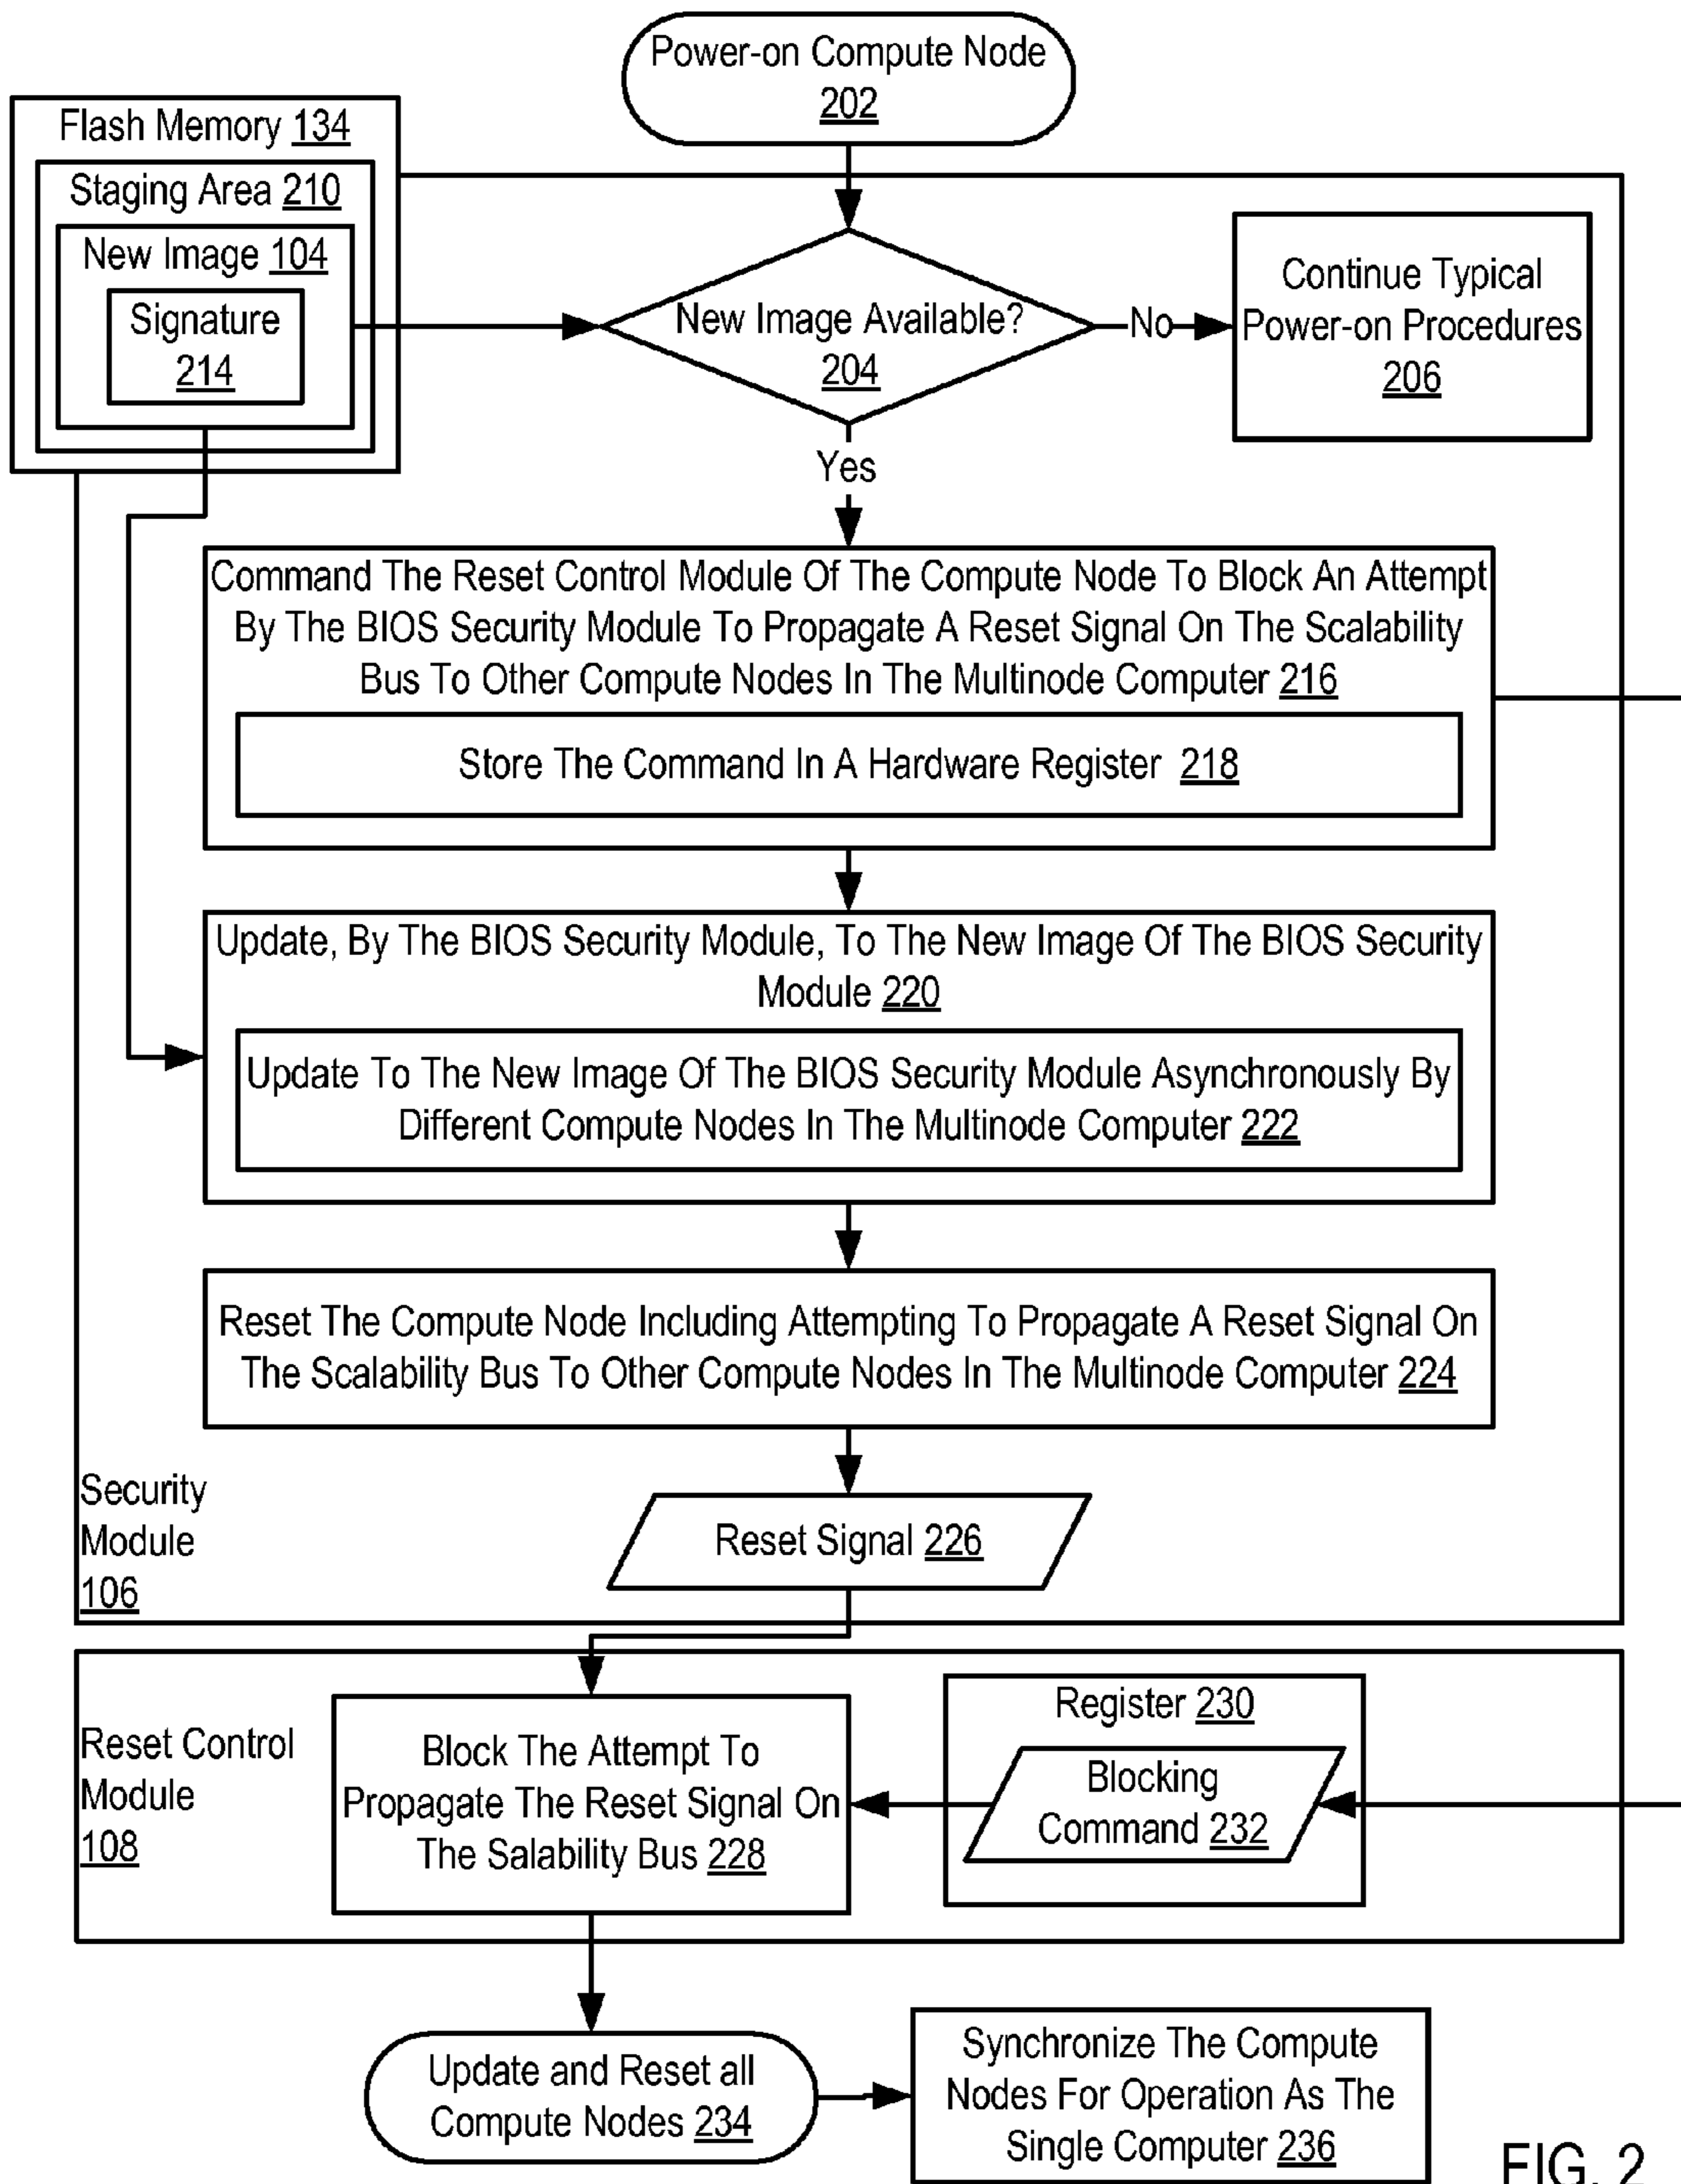 Power-on Compute Node
202
Flash Memory 134
Staging Area 210
New Image 104
Signature
214
New Image Available?
204
No
Continue Typical
Power-on Procedures
206
Yes
Command The Reset Control Module Of The Compute Node To Block An Attempt
By The BIOS Security Module To Propagate A Reset Signal On The Scalability
Bus To Other Compute Nodes In The Multinode Computer 216
Store The Command In A Hardware Register 218
Update, By The BIOS Security Module, To The New Image Of The BIOS Security
Module 220
Update To The New Image Of The BIOS Security Module Asynchronously By
Different Compute Nodes In The Multinode Computer 222
Reset The Compute Node Including Attempting To Propagate A Reset Signal On
The Scalability Bus To Other Compute Nodes In The Multinode Computer 224
Security
Module
106
Reset Signal 226
Reset Control
Module
108
Block The Attempt To
Propagate The Reset Signal On
The Salability Bus 228
Register 230
Blocking
Command 232
Update and Reset all
Compute Nodes 234
Synchronize The Compute
Nodes For Operation As The
Single Computer 236
FIG. 2